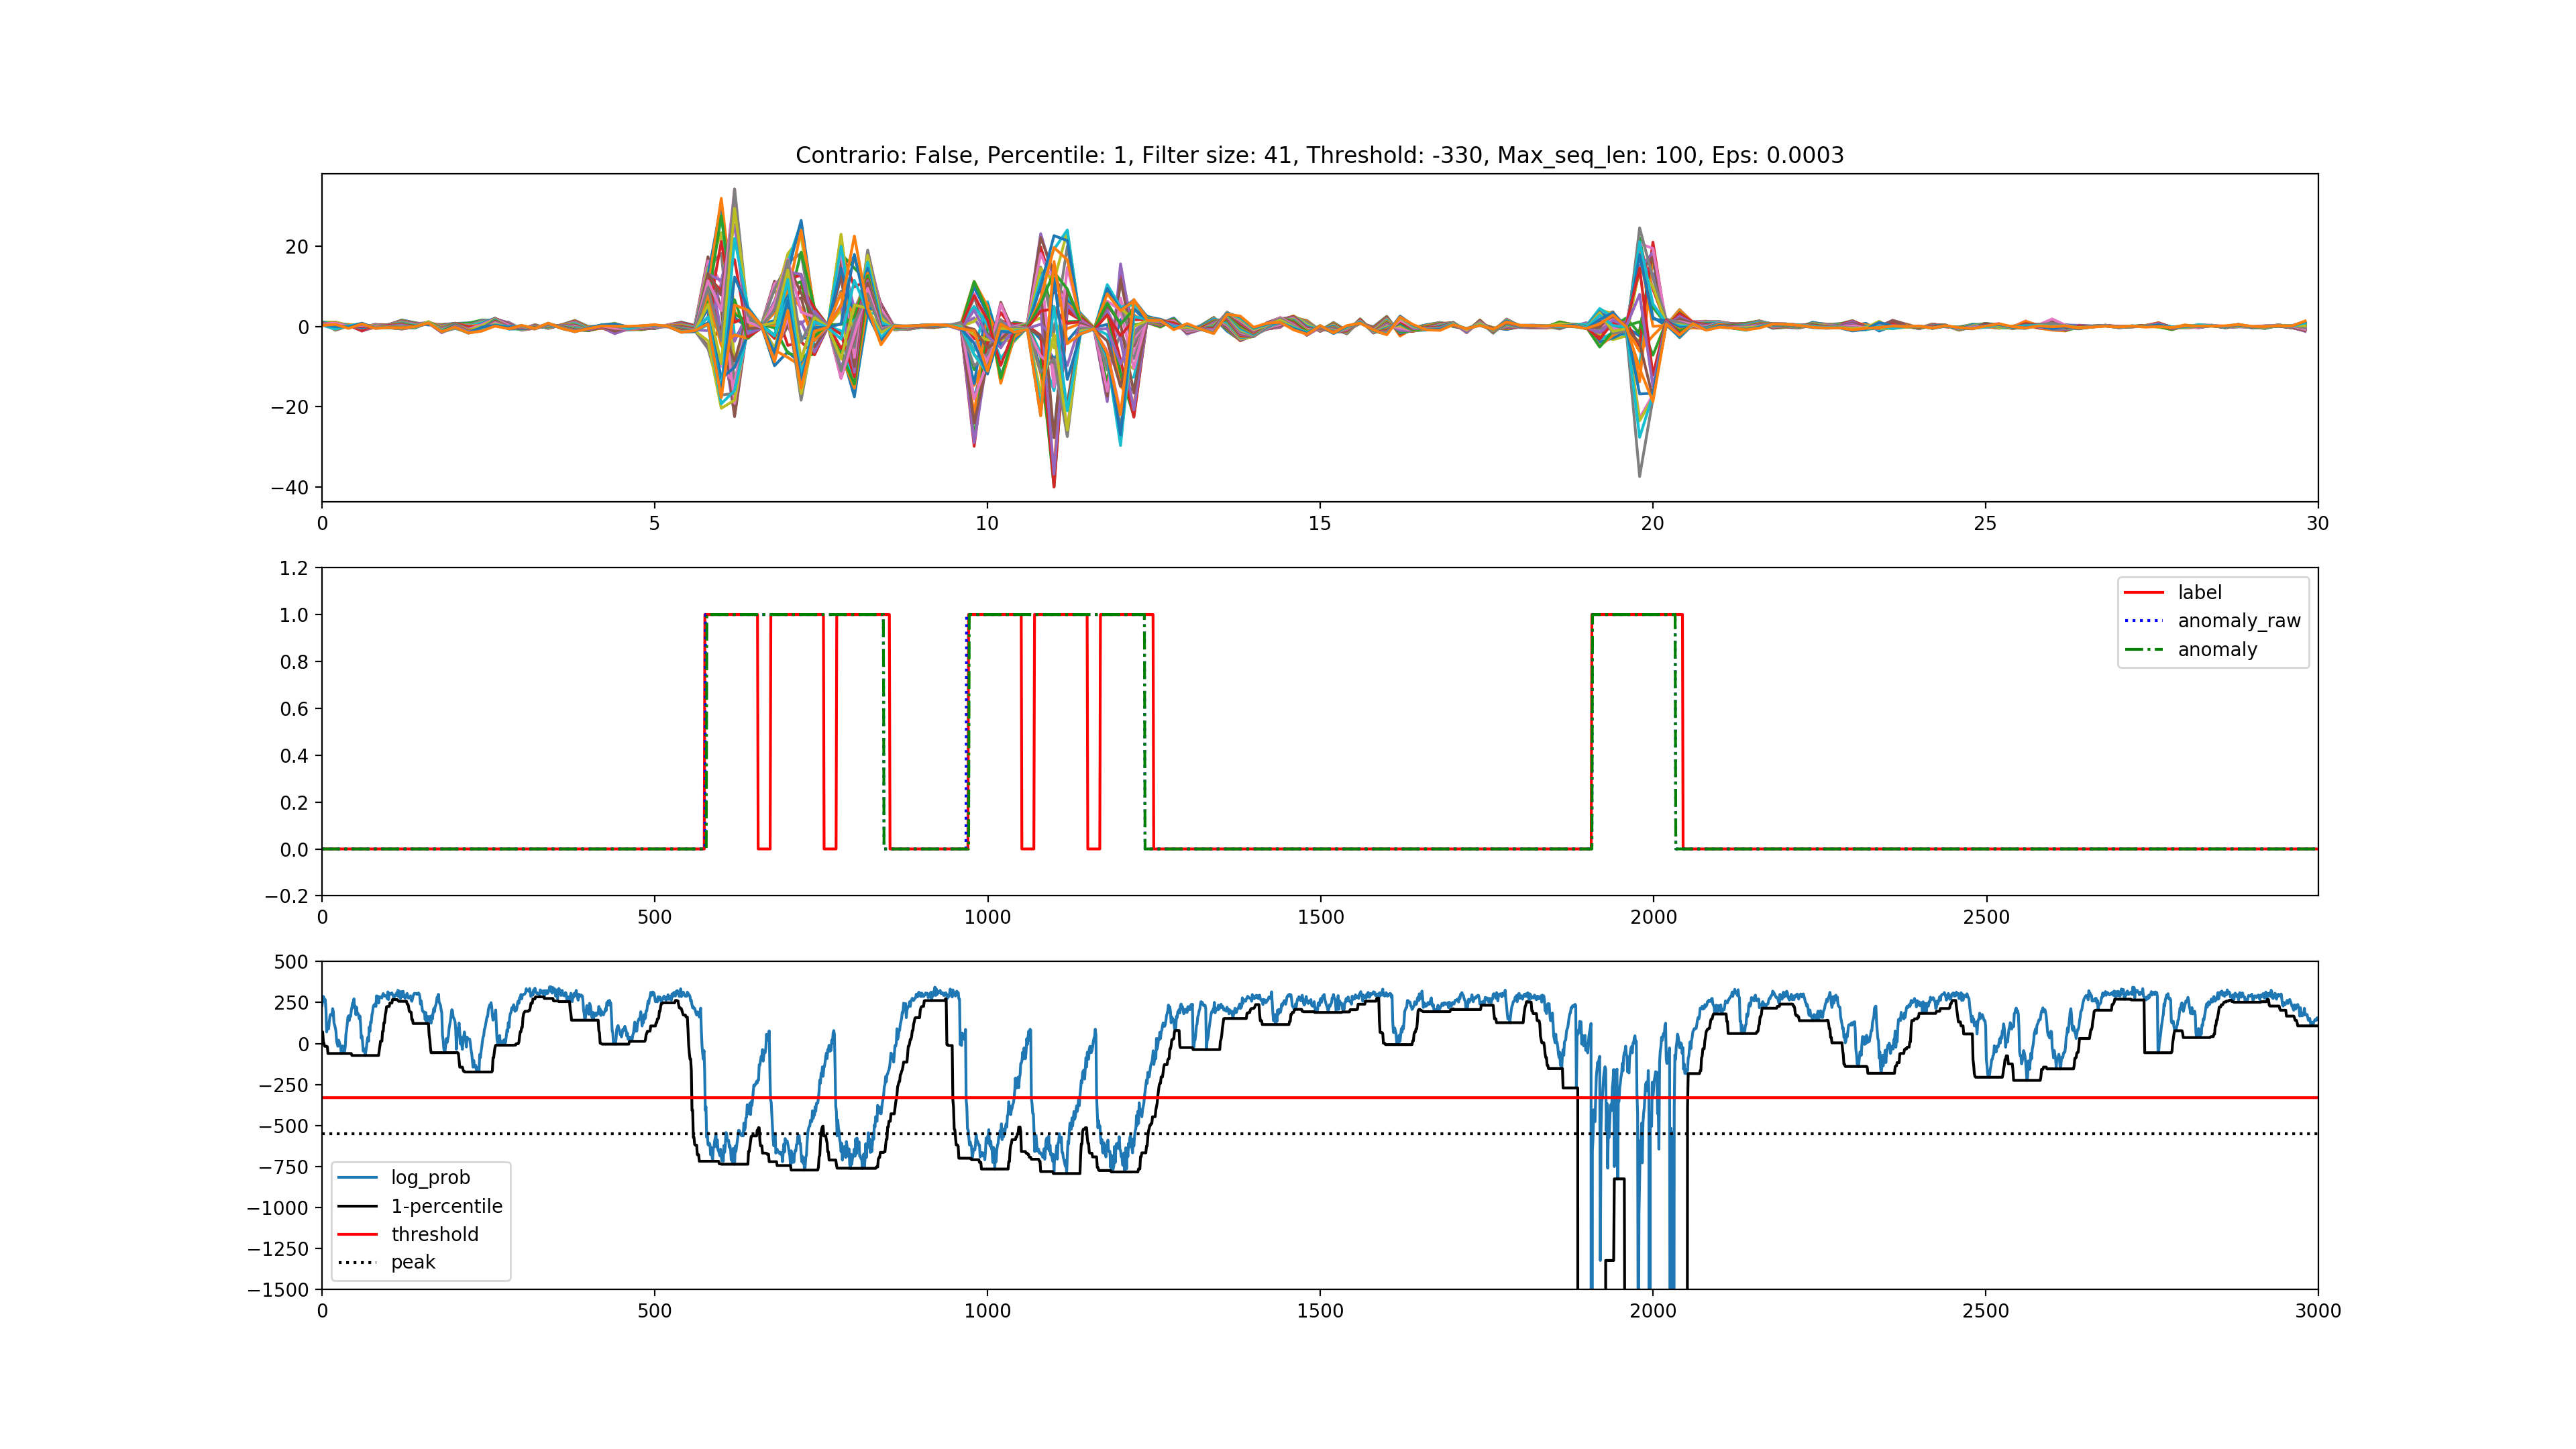 Contrario: False, Percentile: 1, Filter size: 41, Threshold: -330, Max_seq_len: 100, Eps: 0.0003
20
0
−20
−40
0 5 10 15 20 25 30
1.2
1.0
0.8
0.6
0.4
0.2
0.0
−0.2
label
anomaly_raw
anomaly
0 500 1000 1500 2000 2500
500
250
0
−250
−500
−750
−1000
−1250
−1500
log_prob
1-percentile
threshold
peak
0 500 1000 1500 2000 2500 3000